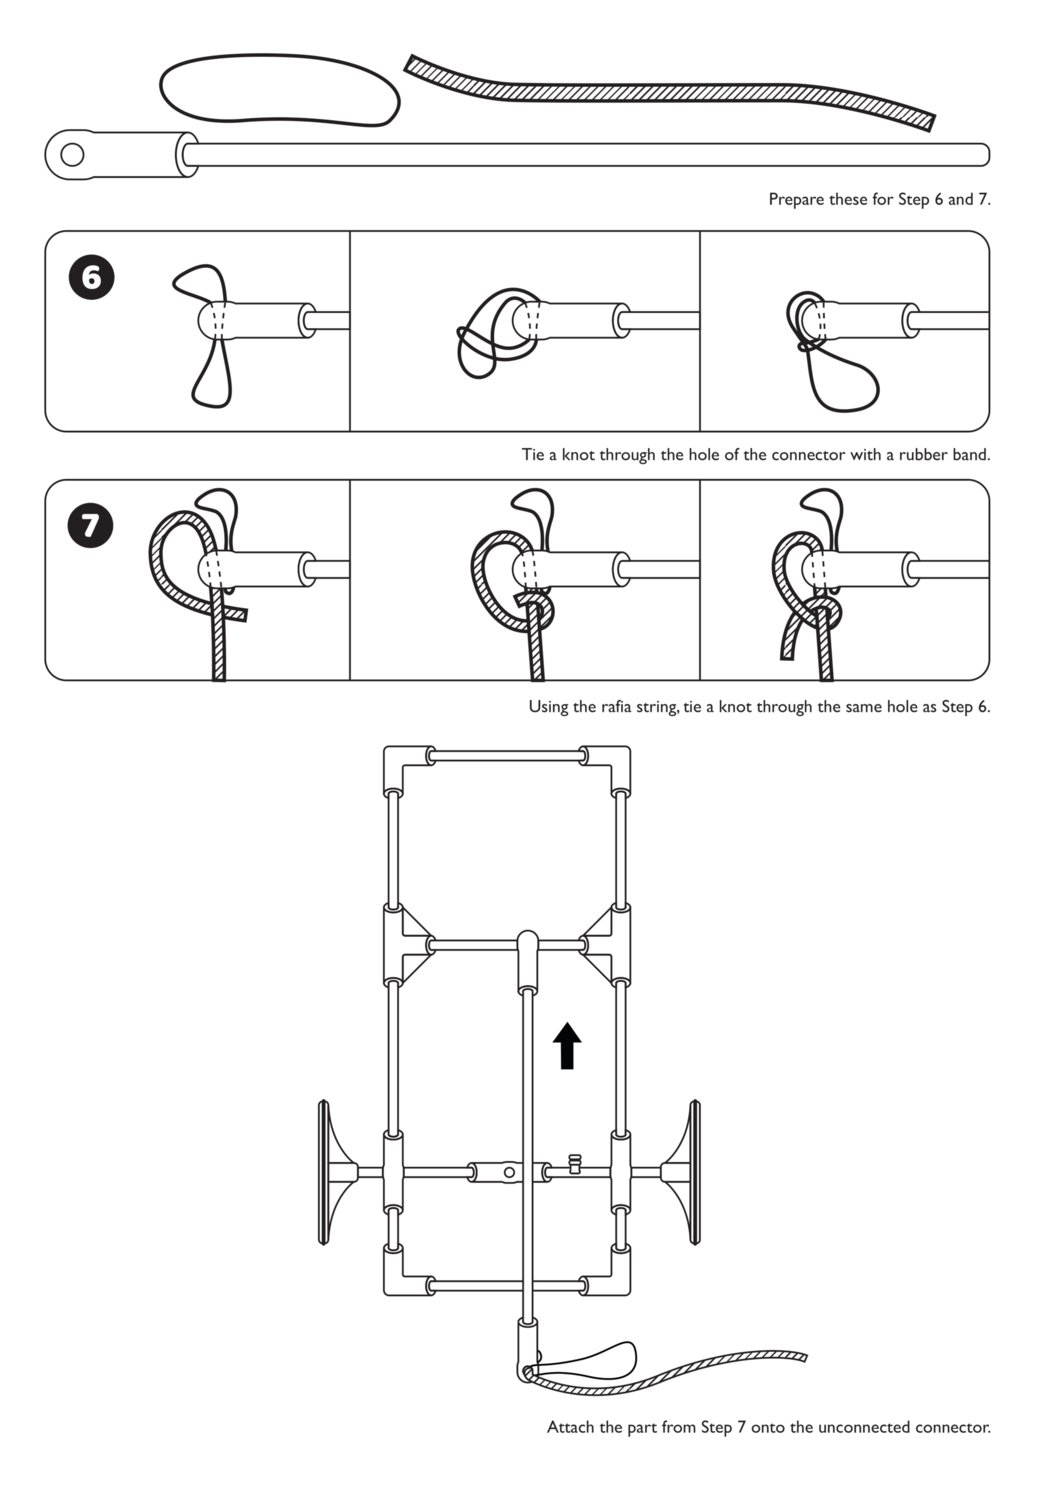 Prepare these for Step 6 and 7.
6
Tie a knot through the hole of the connector with a rubber band.
7
Using the rafia string, tie a knot through the same hole as Step 6.
Attach the part from Step 7 onto the unconnected connector.